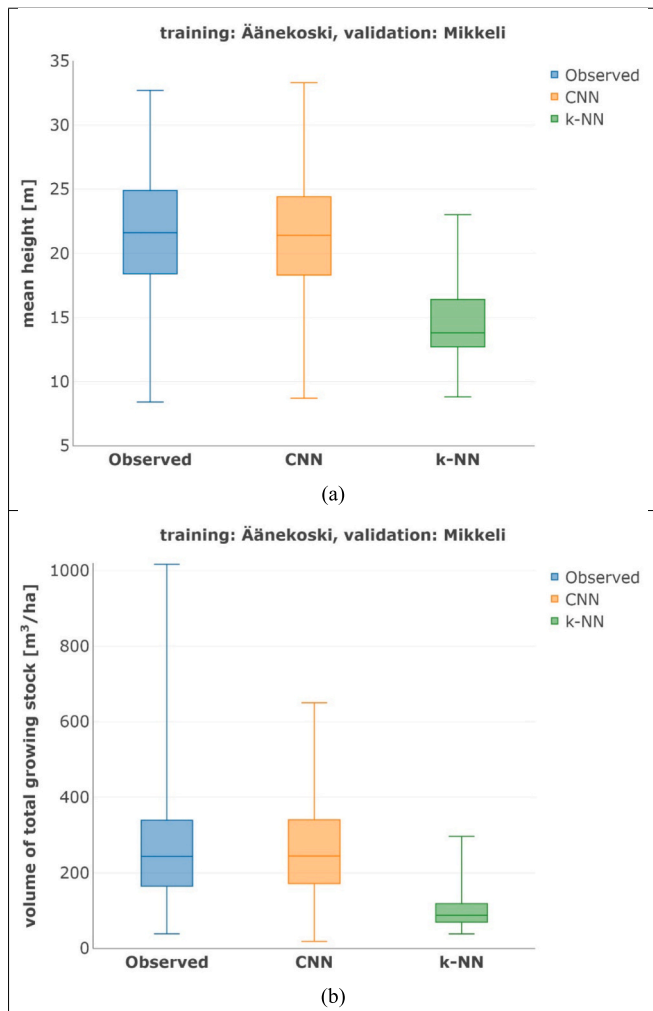 training: Äänekoski, validation: Mikkeli
35
30
25
20
15
10
5
mean height [m]
Observed
CNN
k-NN
Observed CNN k-NN
(a)
training: Äänekoski, validation: Mikkeli
1000
800
600
400
200
0
volume of total growing stock [m³/ha]
Observed
CNN
k-NN
Observed CNN k-NN
(b)